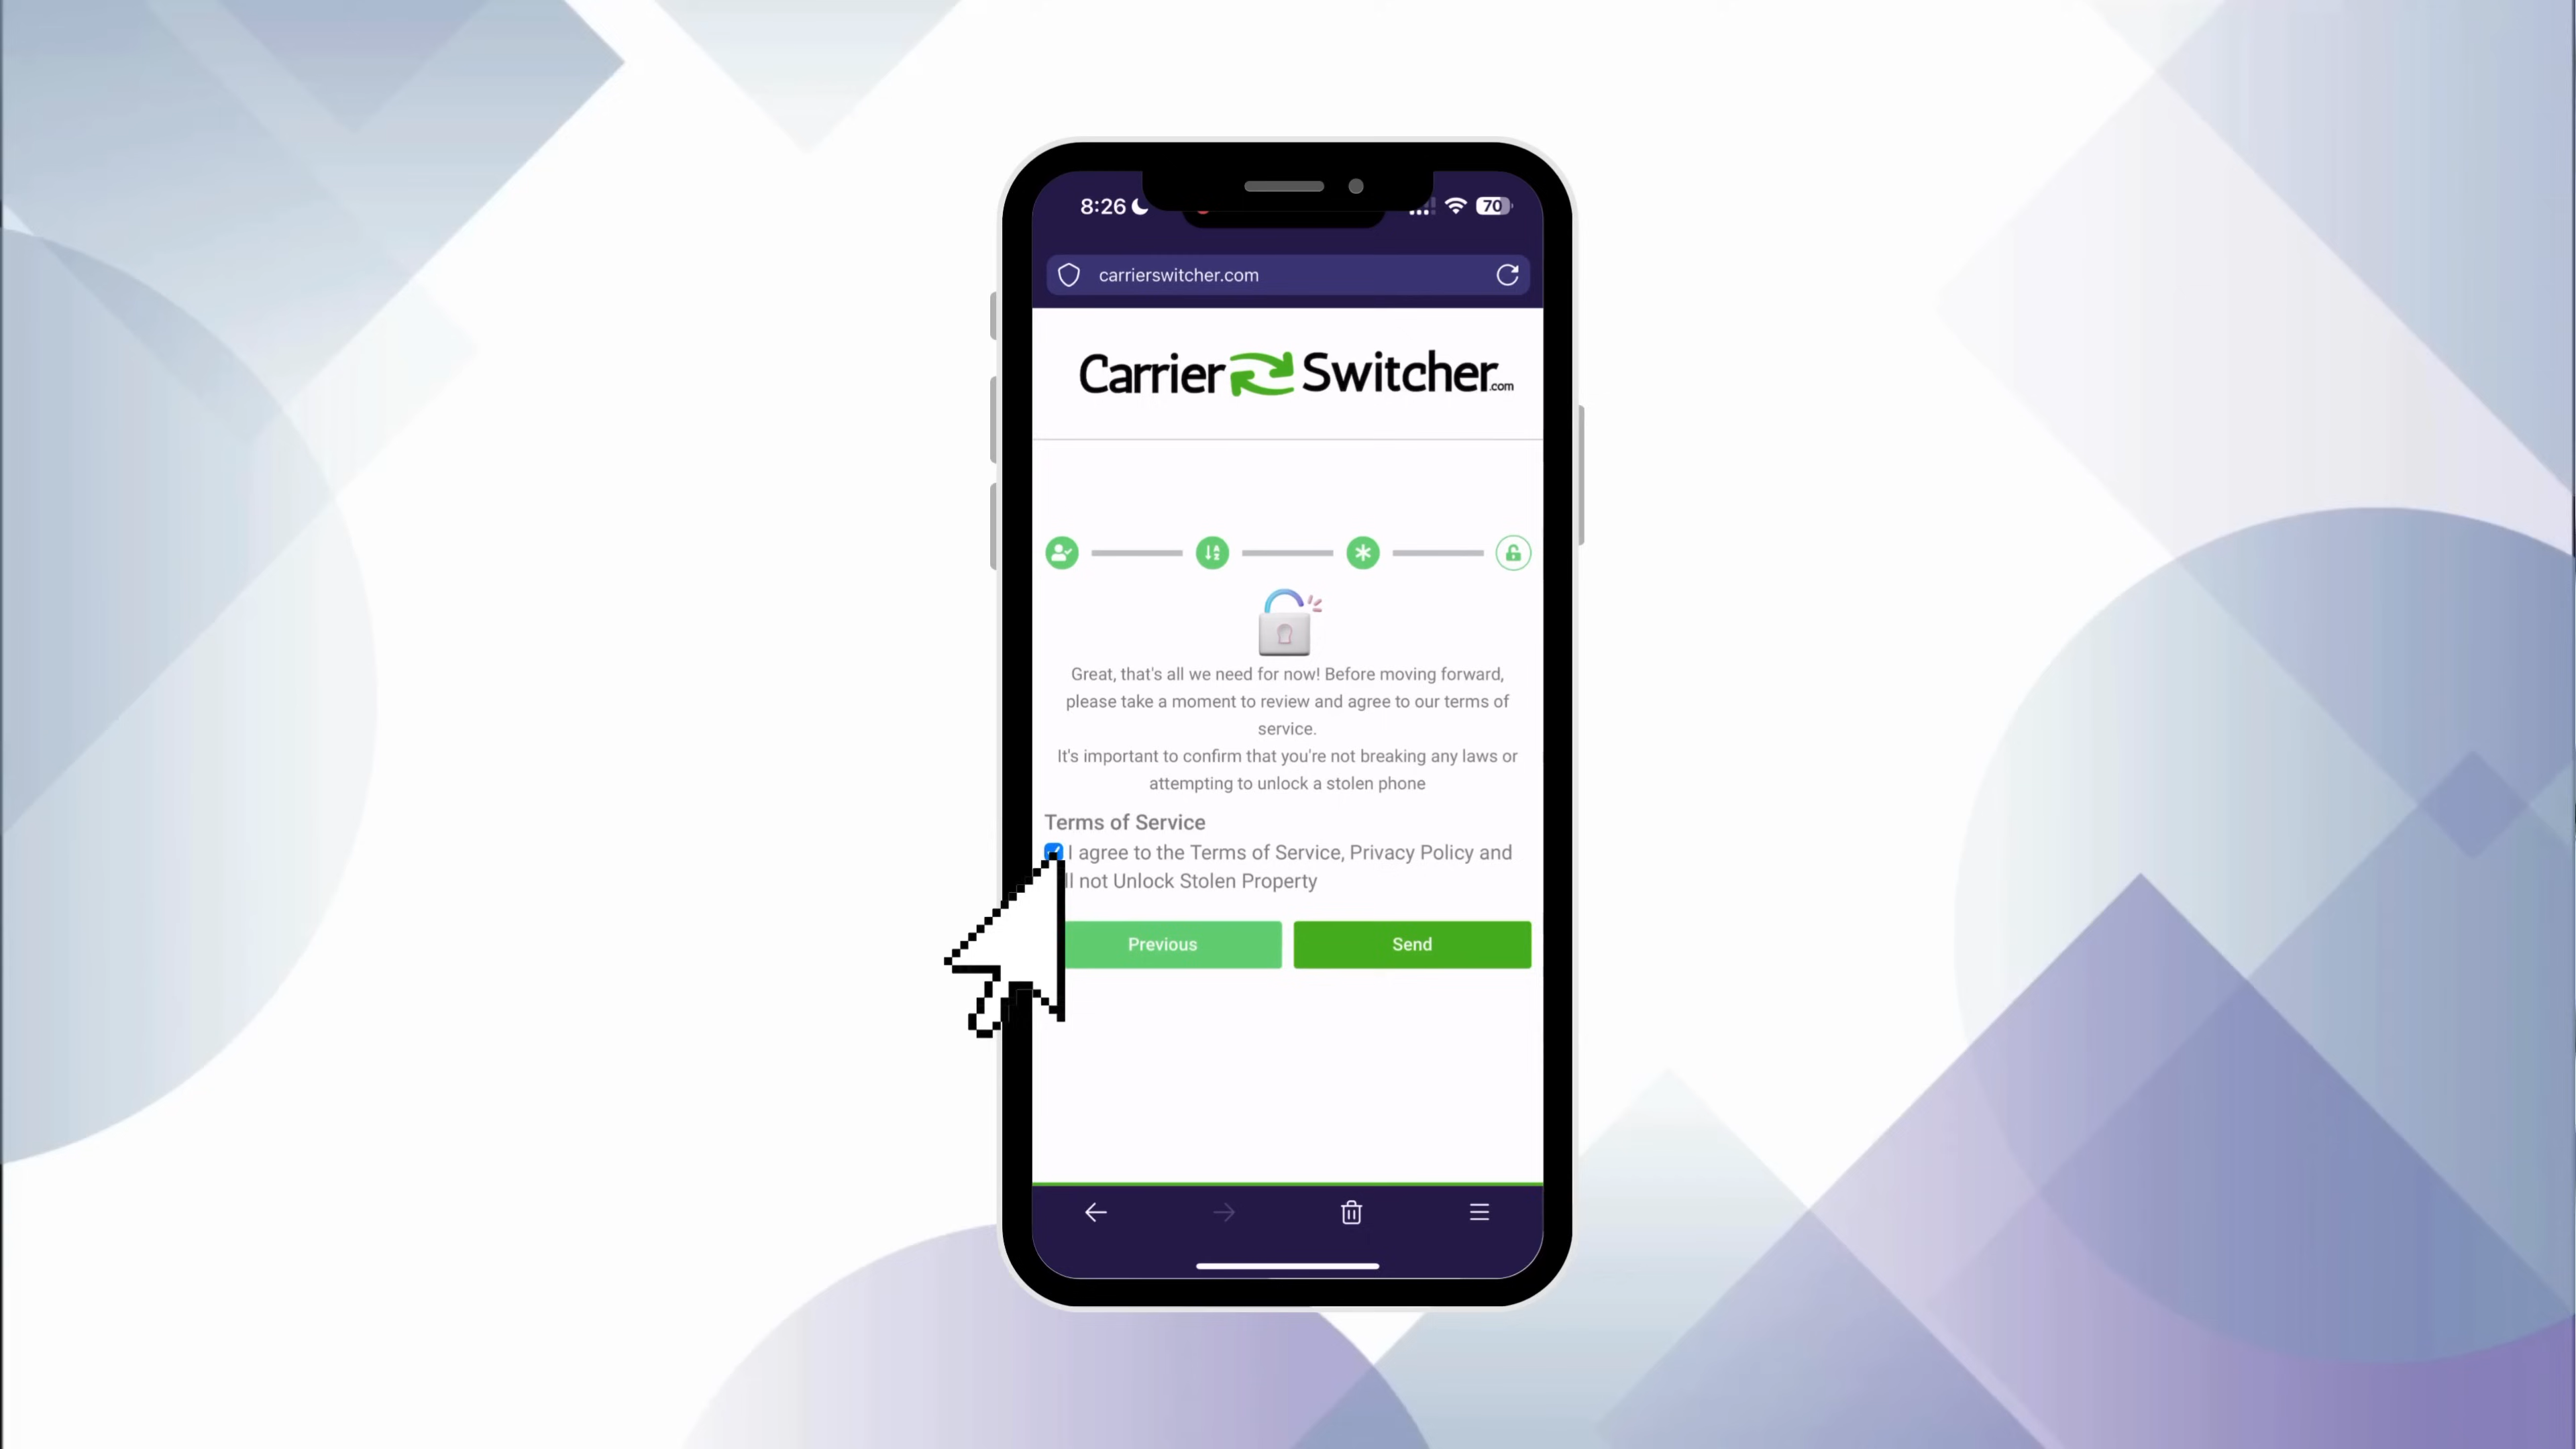 8:26
70
carrierswitcher.com
Carrier Switcher.com
Great, that's all we need for now! Before moving forward,
please take a moment to review and agree to our terms of
service.
It's important to confirm that you're not breaking any laws or
attempting to unlock a stolen phone
Terms of Service
I agree to the Terms of Service, Privacy Policy and
not Unlock Stolen Property
Previous
Send